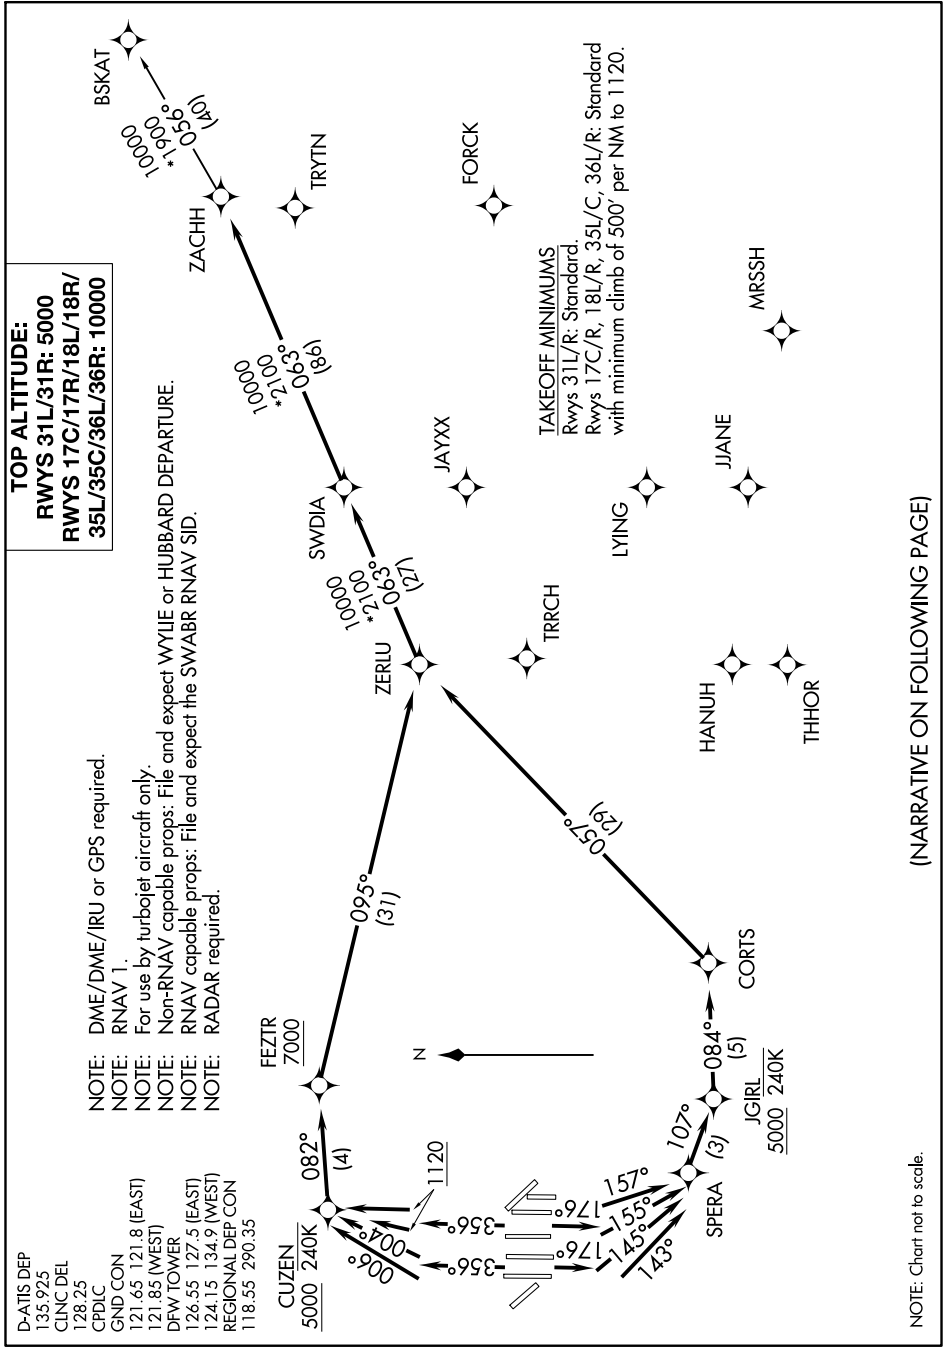 TOP ALTITUDE:
RWYS 31L/31R: 5000
RWYS 17C/17R/18L/18R/
35L/35C/36L/36R: 10000
D-ATIS DEP
135.925
CLNC DEL
128.25
CPDLC
GND CON
121.65 121.8 (EAST)
121.85 (WEST)
DFW TOWER
126.55 127.5 (EAST)
124.15 134.9 (WEST)
REGIONAL DEP CON
118.55 290.35
NOTE: DME/DME/IRU or GPS required.
NOTE: RNAV 1.
NOTE: For use by turbojet aircraft only.
NOTE: Non-RNAV capable props: File and expect WYLIE or HUBBARD DEPARTURE.
NOTE: RNAV capable props: File and expect the SWABR RNAV SID.
NOTE: RADAR required.
BSKAT
10000
*1900
056°
(40)
ZACHH
TRYTN
FORCK
10000
*2100
063°
(86)
SWDIA
JAYXX
10000
*2100
063°
(27)
ZERLU
TRRCH
TAKEOFF MINIMUMS
Rwys 31L/R: Standard.
Rwys 17C/R, 18L/R, 35L/C, 36L/R: Standard
with minimum climb of 500' per NM to 1120.
MRSSH
LYING
JJANE
HANUH
THHOR
FEZTR
7000
095°
(31)
082°
(4)
CUZEN
5000 240K
N
1120
006°
004°
356°
356°
176°
176°
157°
155°
145°
143°
SPERA
107°
(3)
JGIRL
5000 240K
084°
(5)
CORTS
057°
(29)
NOTE: Chart not to scale.
(NARRATIVE ON FOLLOWING PAGE)